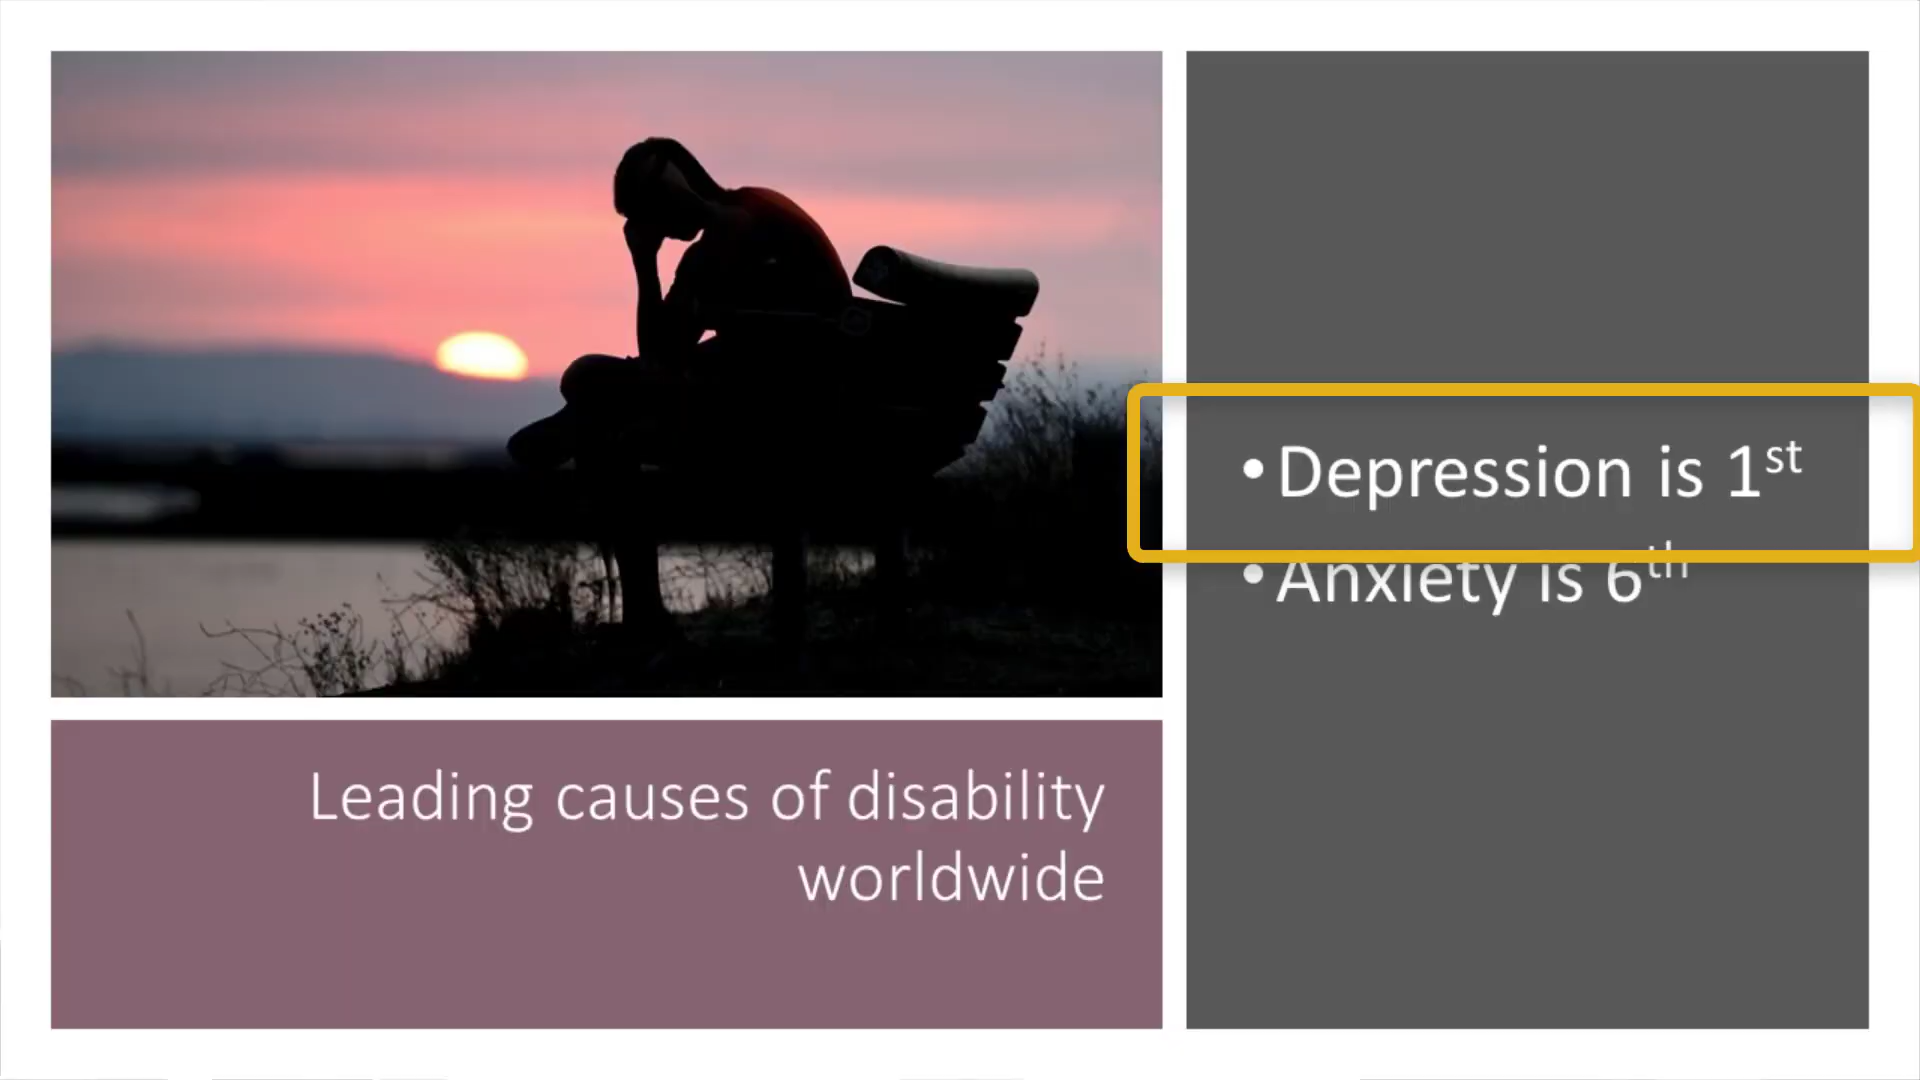 • Depression is 1st
• Anxiety is 6th
Leading causes of disability
worldwide